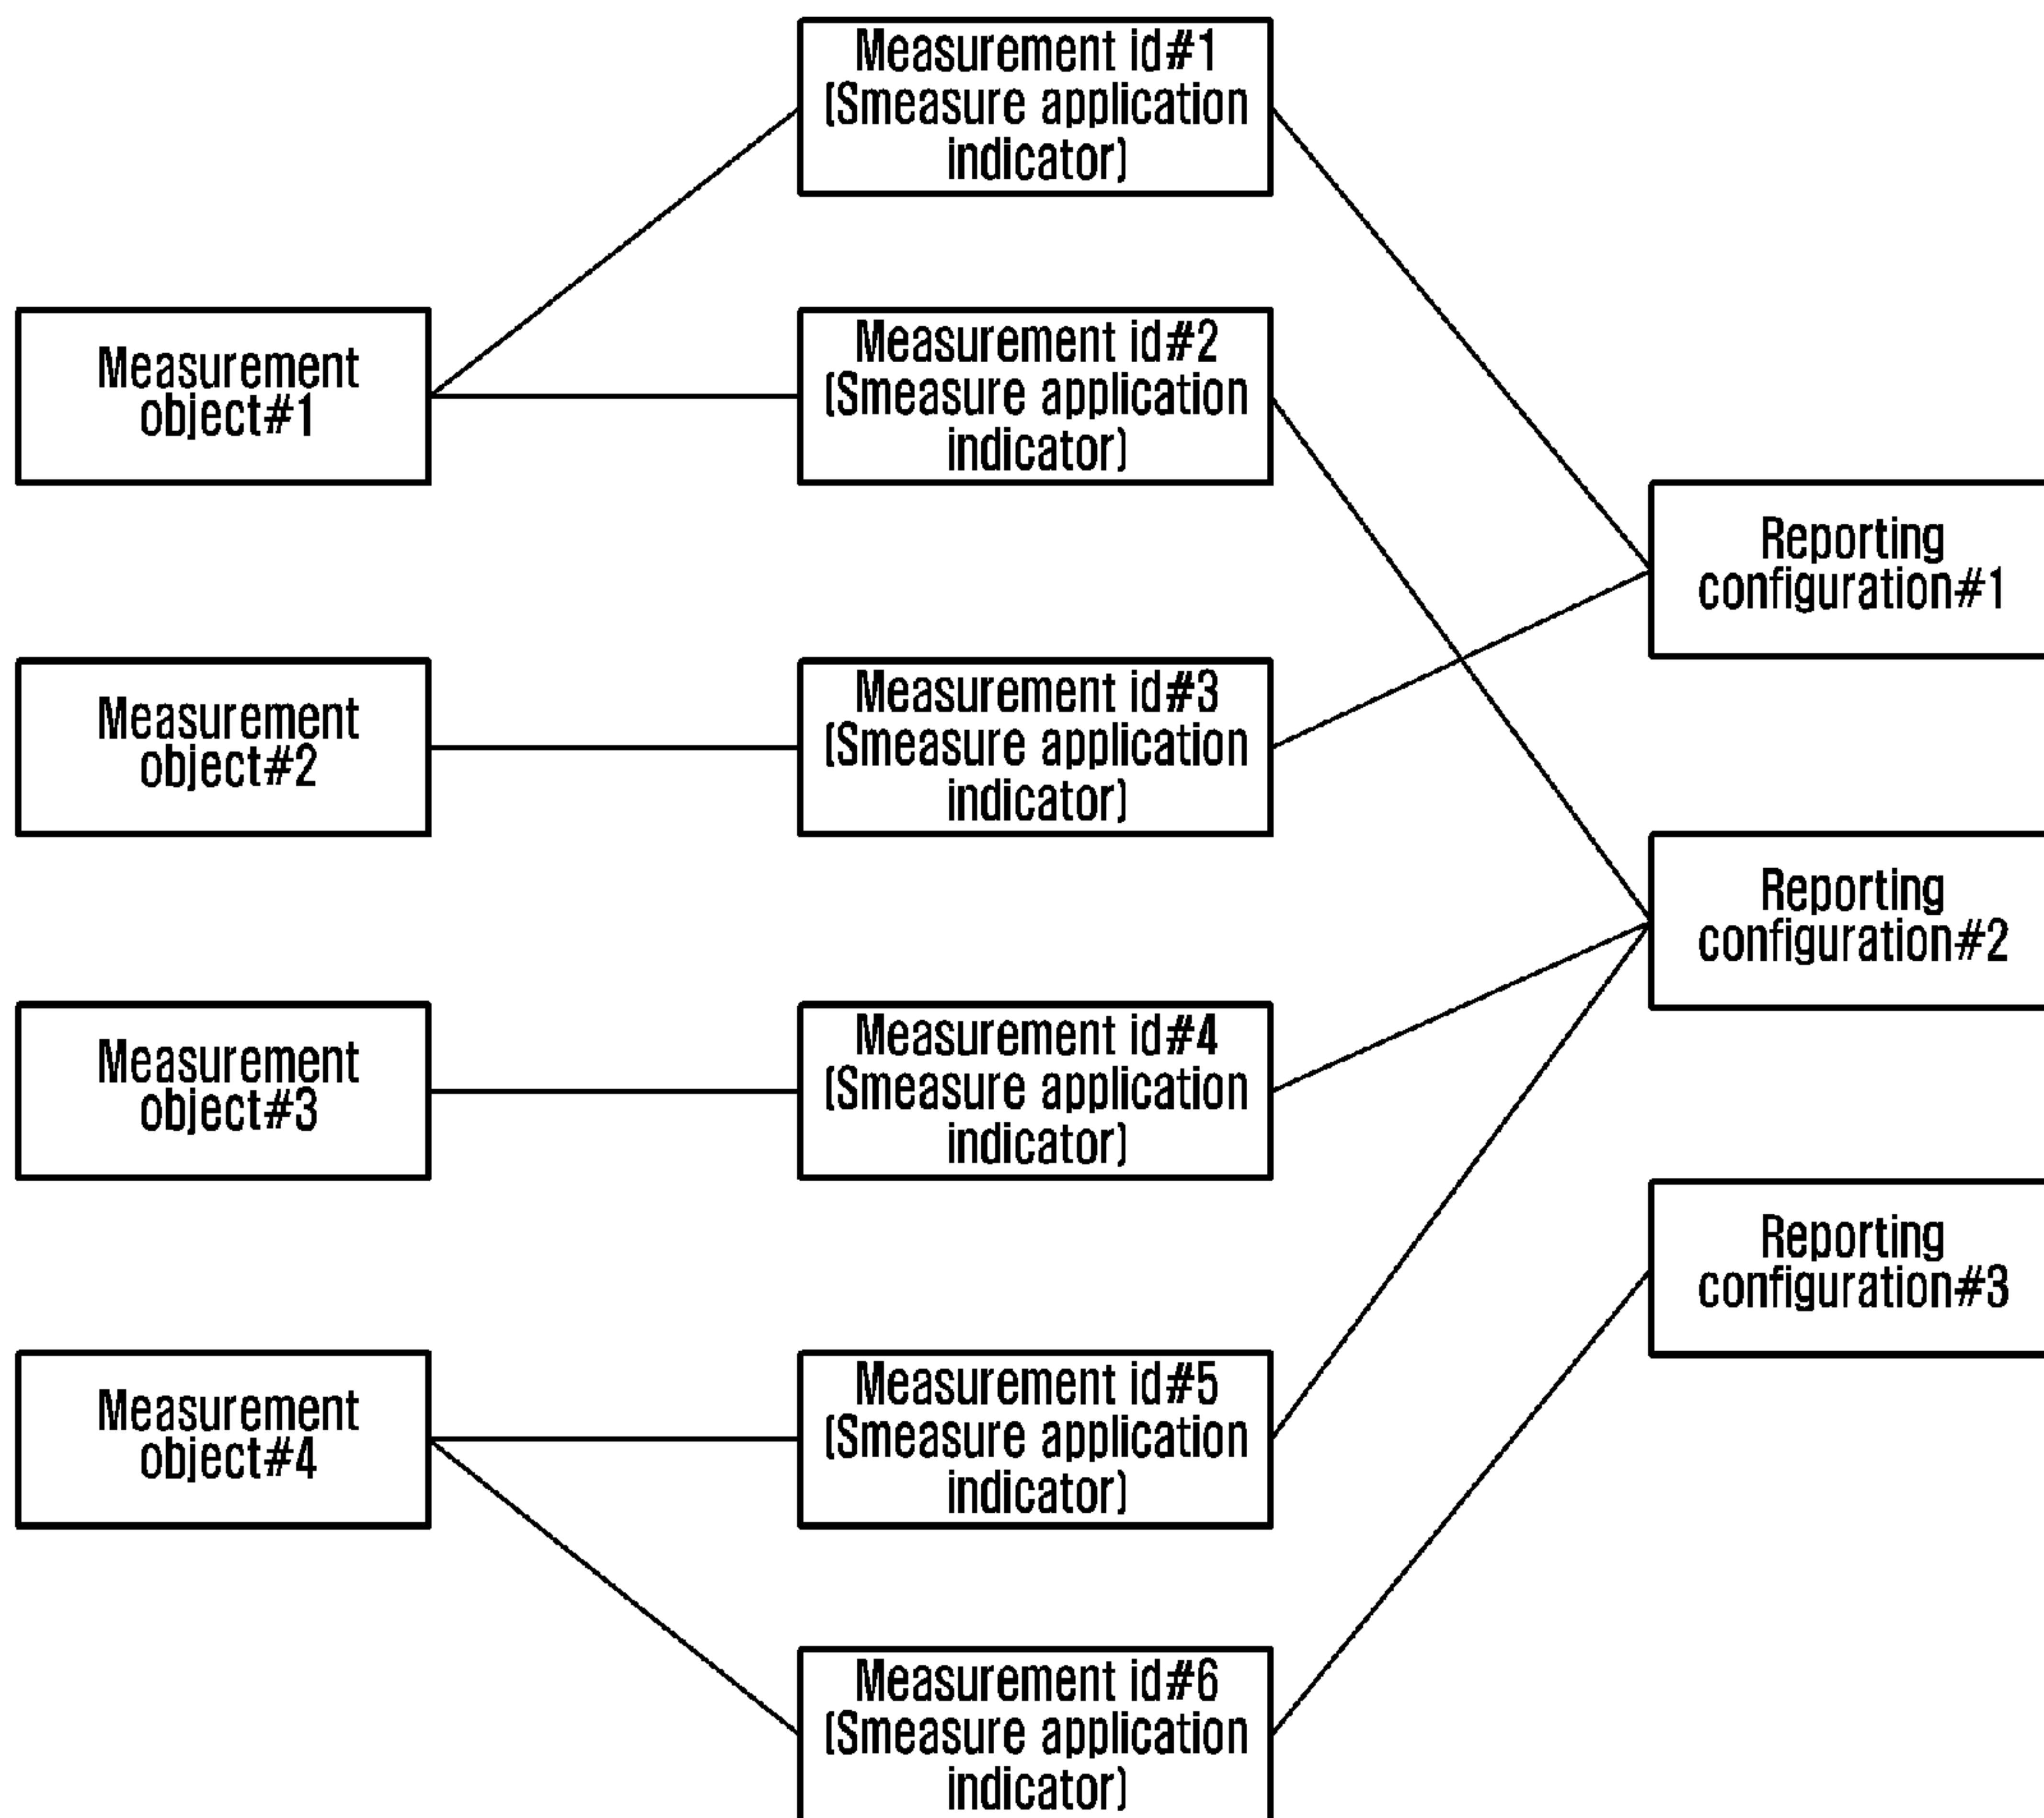 Measurement id#1
(Smeasure application
indicator)
Measurement
object#1
Measurement id#2
(Smeasure application
indicator)
Reporting
configuration#1
Measurement
object#2
Measurement id#3
(Smeasure application
indicator)
Reporting
configuration#2
Measurement
object#3
Measurement id#4
(Smeasure application
indicator)
Reporting
configuration#3
Measurement
object#4
Measurement id#5
(Smeasure application
indicator)
Measurement id#6
(Smeasure application
indicator)